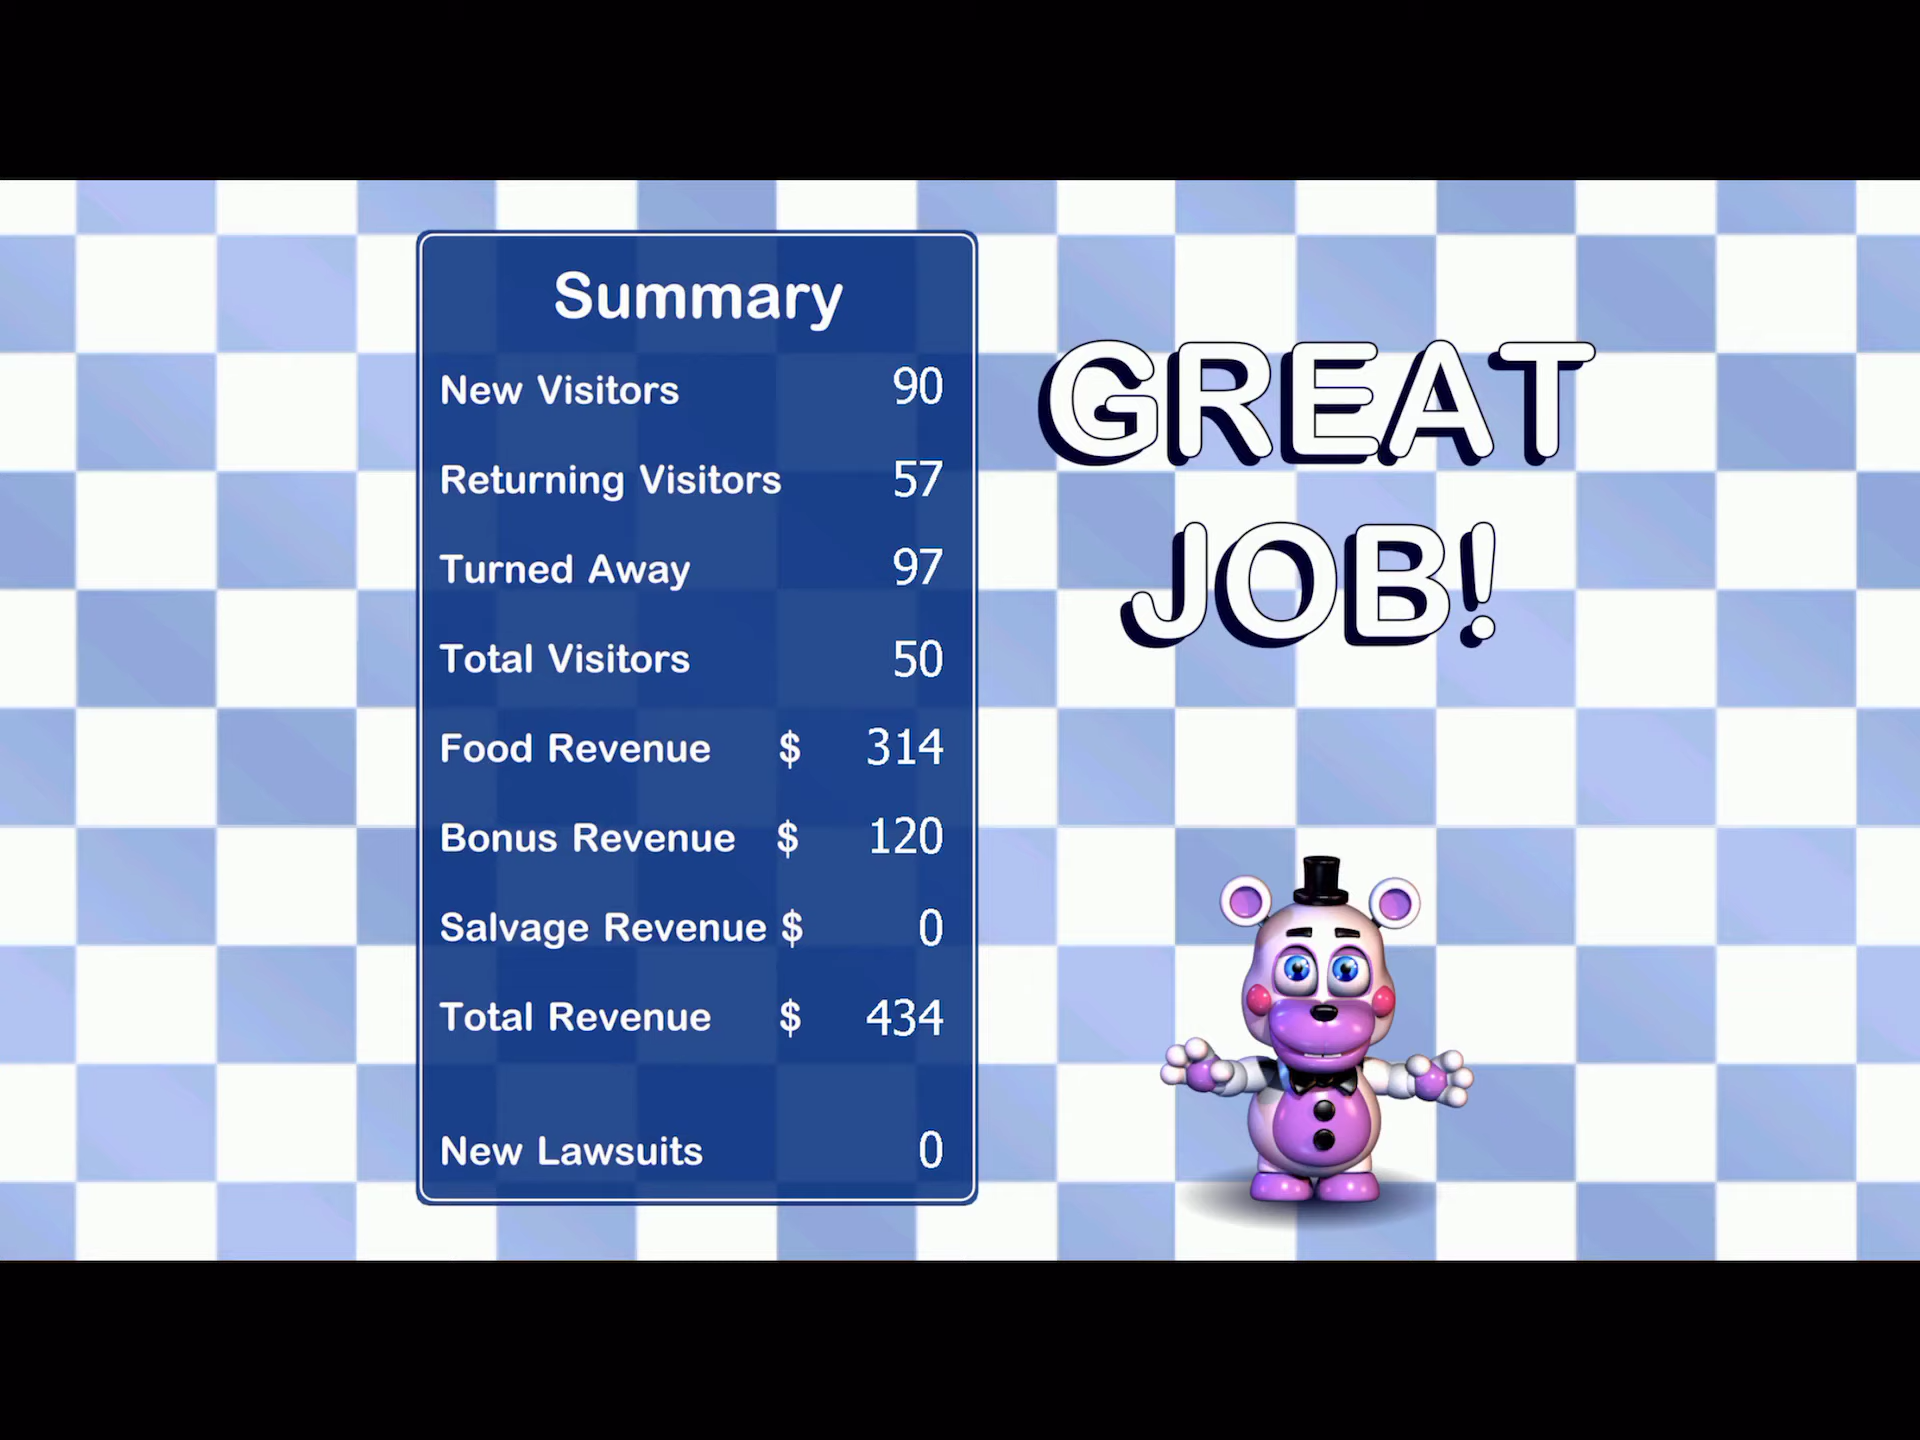 Summary
New Visitors 90
Returning Visitors 57
Turned Away 97
Total Visitors 50
Food Revenue $ 314
Bonus Revenue $ 120
Salvage Revenue $ 0
Total Revenue $ 434
New Lawsuits 0
GREAT
JOB!